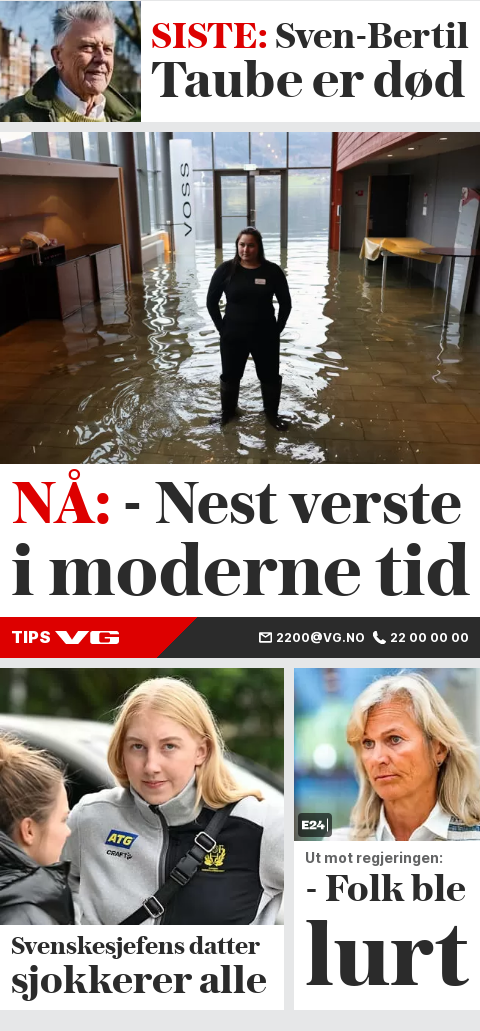 SISTE: Sven-Bertil
Taube er død
VOSS
NÅ: - Nest verste
i moderne tid
TIPS VG
2200@VG.NO 22 00 00 00
ATG
CRAFT
E24
Svenskesjefens datter
sjokkerer alle
Ut mot regjeringen:
- Folk ble
lurt